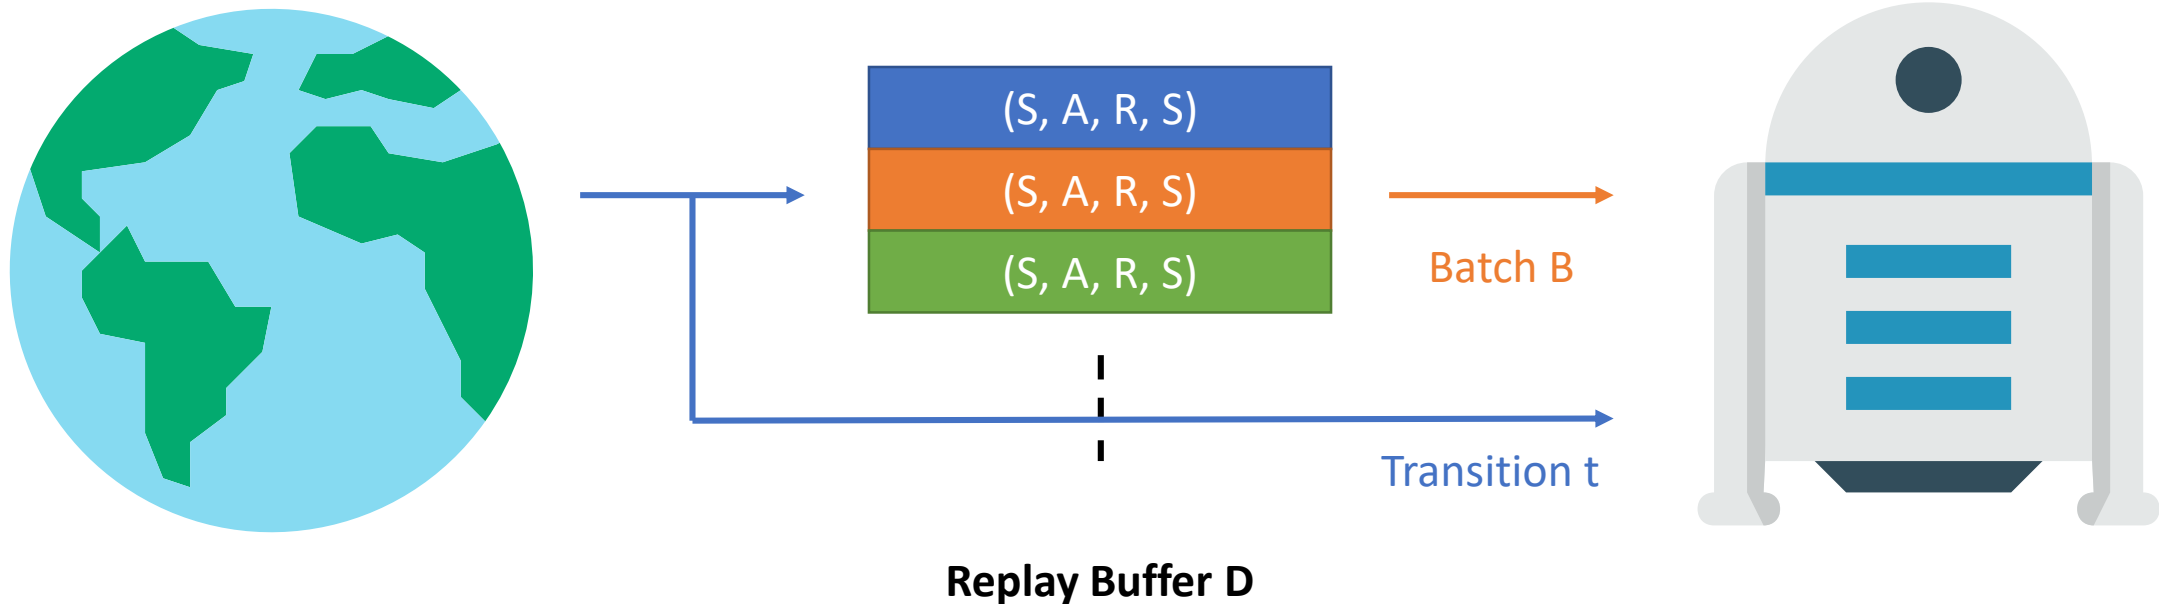 (S, A, R, S)
(S, A, R, S)
(S, A, R, S)
Batch B
Transition t
Replay Buffer D